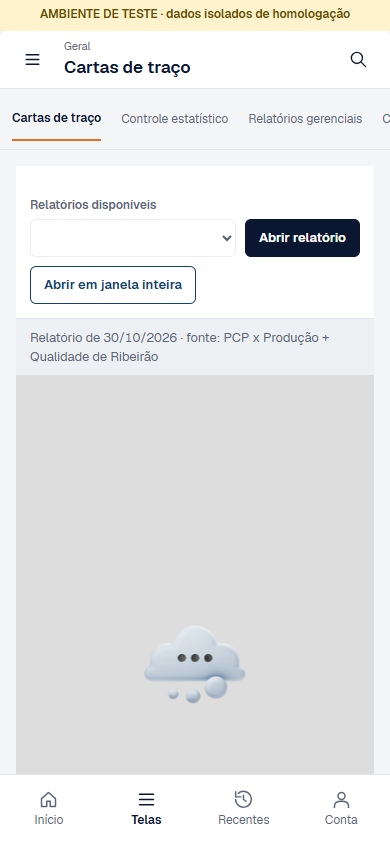 AMBIENTE DE TESTE · dados isolados de homologação
Geral
Cartas de traço
Cartas de traço Controle estatístico Relatórios gerenciais C
Relatórios disponíveis
Abrir relatório
Abrir em janela inteira
Relatório de 30/10/2026 · fonte: PCP x Produção +
Qualidade de Ribeirão
Início Telas Recentes Conta